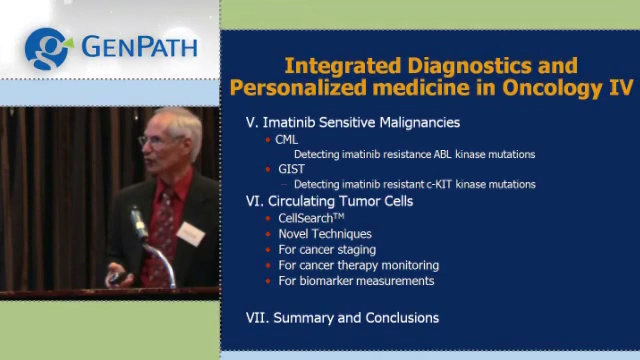 GENPATH
Integrated Diagnostics and
Personalized medicine in Oncology IV
V. Imatinib Sensitive Malignancies
• CML
Detecting imatinib resistance ABL kinase mutations
• GIST
– Detecting imatinib resistant c-KIT kinase mutations
VI. Circulating Tumor Cells
• CellSearch™
• Novel Techniques
• For cancer staging
• For cancer therapy monitoring
• For biomarker measurements
VII. Summary and Conclusions